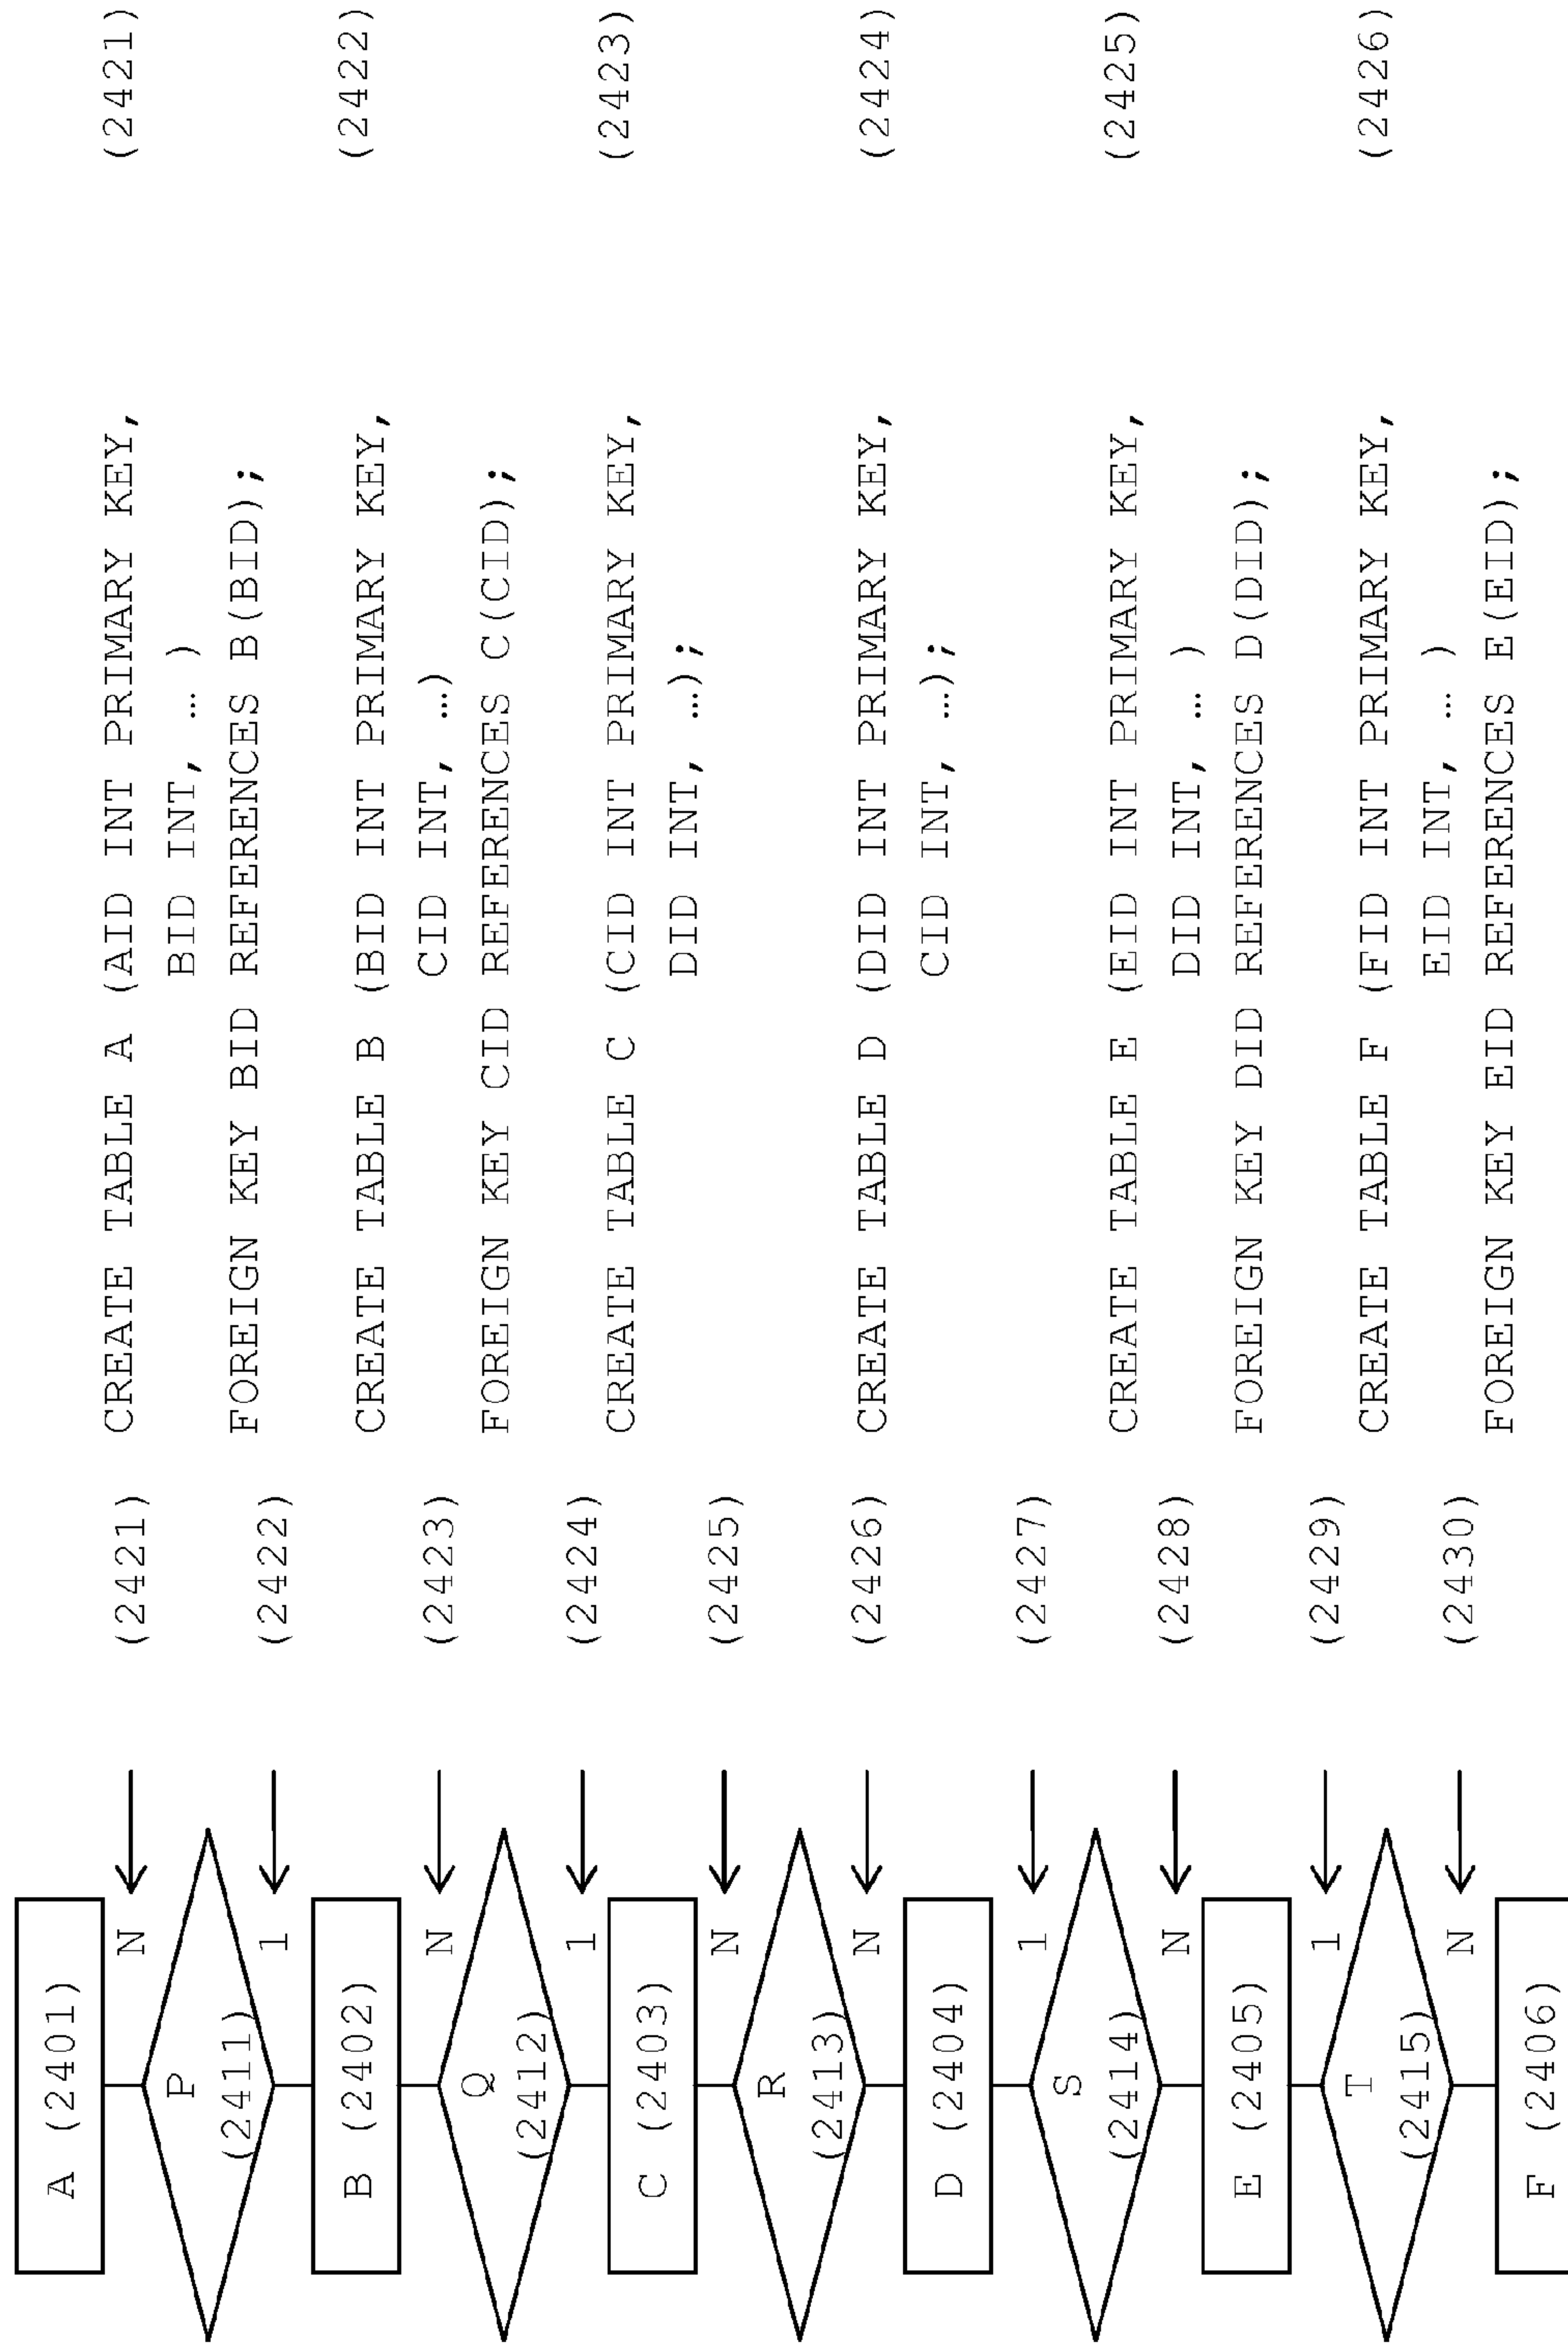 A (2401)
N
(2421)
P
(2411)
1
(2422)
B (2402)
N
(2423)
Q
(2412)
1
(2424)
C (2403)
N
(2425)
R
(2413)
N
(2426)
D (2404)
1
(2427)
S
(2414)
N
(2428)
E (2405)
1
(2429)
T
(2415)
N
(2430)
F (2406)
CREATE TABLE A (AID INT PRIMARY KEY, (2421)
BID INT, … )
FOREIGN KEY BID REFERENCES B(BID);
CREATE TABLE B (BID INT PRIMARY KEY, (2422)
CID INT, …)
FOREIGN KEY CID REFERENCES C(CID);
CREATE TABLE C (CID INT PRIMARY KEY, (2423)
DID INT, …);
CREATE TABLE D (DID INT PRIMARY KEY, (2424)
CID INT, …);
CREATE TABLE E (EID INT PRIMARY KEY, (2425)
DID INT, … )
FOREIGN KEY DID REFERENCES D(DID);
CREATE TABLE F (FID INT PRIMARY KEY, (2426)
EID INT, … )
FOREIGN KEY EID REFERENCES E(EID);